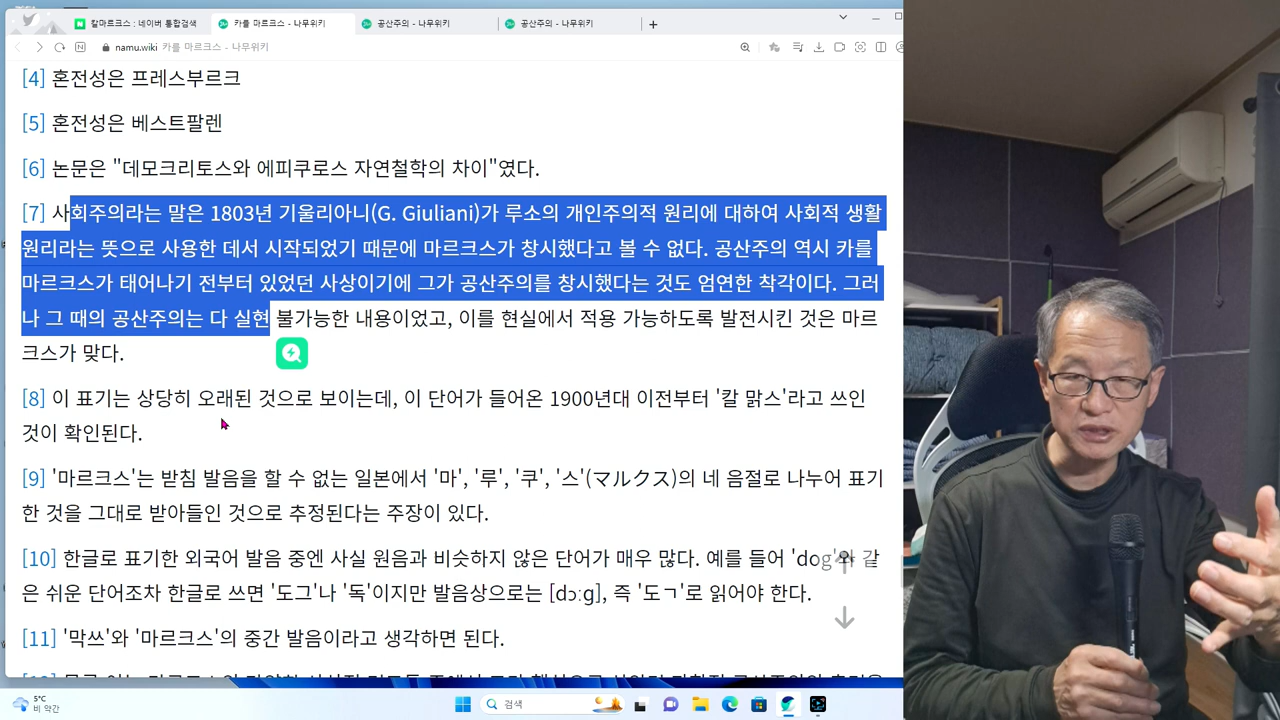 칼마르크스 : 네이버 통합검색
카를 마르크스 - 나무위키
공산주의 - 나무위키
공산주의 - 나무위키
namu.wiki 카를 마르크스 - 나무위키
[4] 혼전성은 프레스부르크
[5] 혼전성은 베스트팔렌
[6] 논문은 "데모크리토스와 에피쿠로스 자연철학의 차이"였다.
[7] 사회주의라는 말은 1803년 기울리아니(G. Giuliani)가 루소의 개인주의적 원리에 대하여 사회적 생활
원리라는 뜻으로 사용한 데서 시작되었기 때문에 마르크스가 창시했다고 볼 수 없다. 공산주의 역시 카를
마르크스가 태어나기 전부터 있었던 사상이기에 그가 공산주의를 창시했다는 것도 엄연한 착각이다. 그러
나 그 때의 공산주의는 다 실현 불가능한 내용이었고, 이를 현실에서 적용 가능하도록 발전시킨 것은 마르
크스가 맞다.
[8] 이 표기는 상당히 오래된 것으로 보이는데, 이 단어가 들어온 1900년대 이전부터 '칼 맑스'라고 쓰인
것이 확인된다.
[9] '마르크스'는 받침 발음을 할 수 없는 일본에서 '마', '루', '쿠', '스'(マルクス)의 네 음절로 나누어 표기
한 것을 그대로 받아들인 것으로 추정된다는 주장이 있다.
[10] 한글로 표기한 외국어 발음 중엔 사실 원음과 비슷하지 않은 단어가 매우 많다. 예를 들어 'dog'와 같
은 쉬운 단어조차 한글로 쓰면 '도그'나 '독'이지만 발음상으로는 [dɔːg], 즉 '도ㄱ'로 읽어야 한다.
[11] '막쓰'와 '마르크스'의 중간 발음이라고 생각하면 된다.
5°C
비 약간
검색